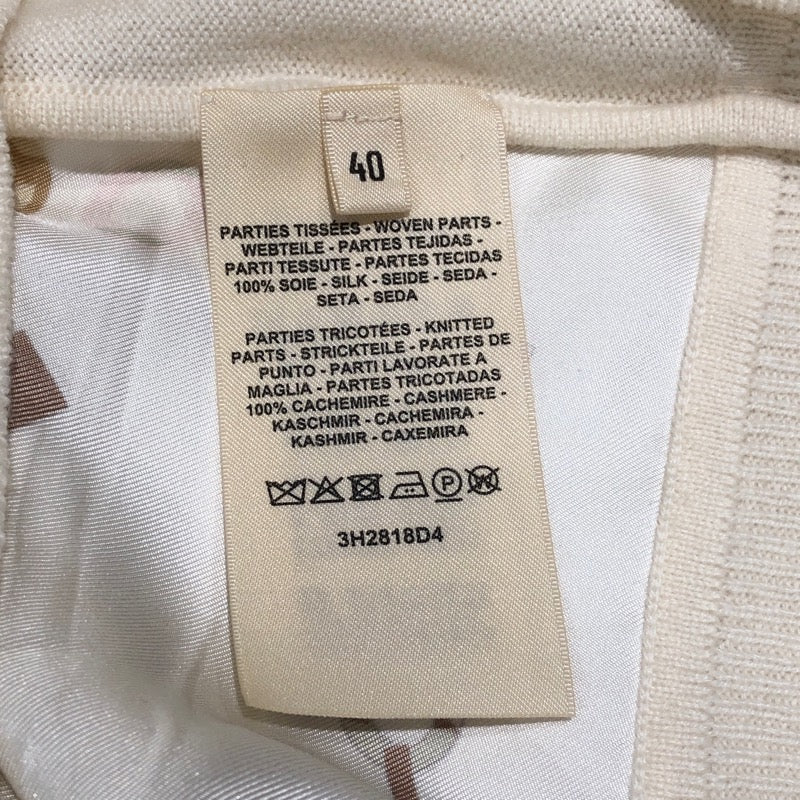 40
PARTIES TISSÉES - WOVEN PARTS -
WEBTEILE - PARTES TEJIDAS -
PARTI TESSUTE - PARTES TECIDAS
100% SOIE - SILK - SEIDE - SEDA -
SETA - SEDA
PARTIES TRICOTÉES - KNITTED
PARTS - STRICKTEILE - PARTES DE
PUNTO - PARTI LAVORATE A
MAGLIA - PARTES TRICOTADAS
100% CACHEMIRE - CASHMERE -
KASCHMIR - CACHEMIRA -
KASHMIR - CAXEMIRA
P W
3H2818D4